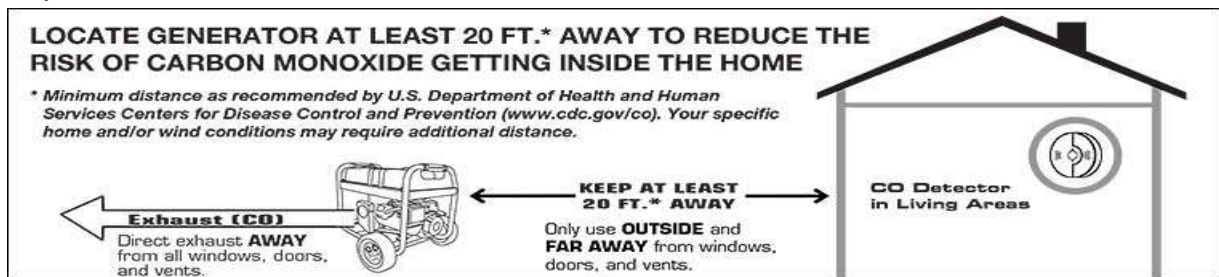 LOCATE GENERATOR AT LEAST 20 FT.* AWAY TO REDUCE THE
RISK OF CARBON MONOXIDE GETTING INSIDE THE HOME
* Minimum distance as recommended by U.S. Department of Health and Human
Services Centers for Disease Control and Prevention (www.cdc.gov/co). Your specific
home and/or wind conditions may require additional distance.
Exhaust (CO)
Direct exhaust AWAY
from all windows, doors,
and vents.
KEEP AT LEAST
20 FT.* AWAY
Only use OUTSIDE and
FAR AWAY from windows,
doors, and vents.
CO Detector
in Living Areas